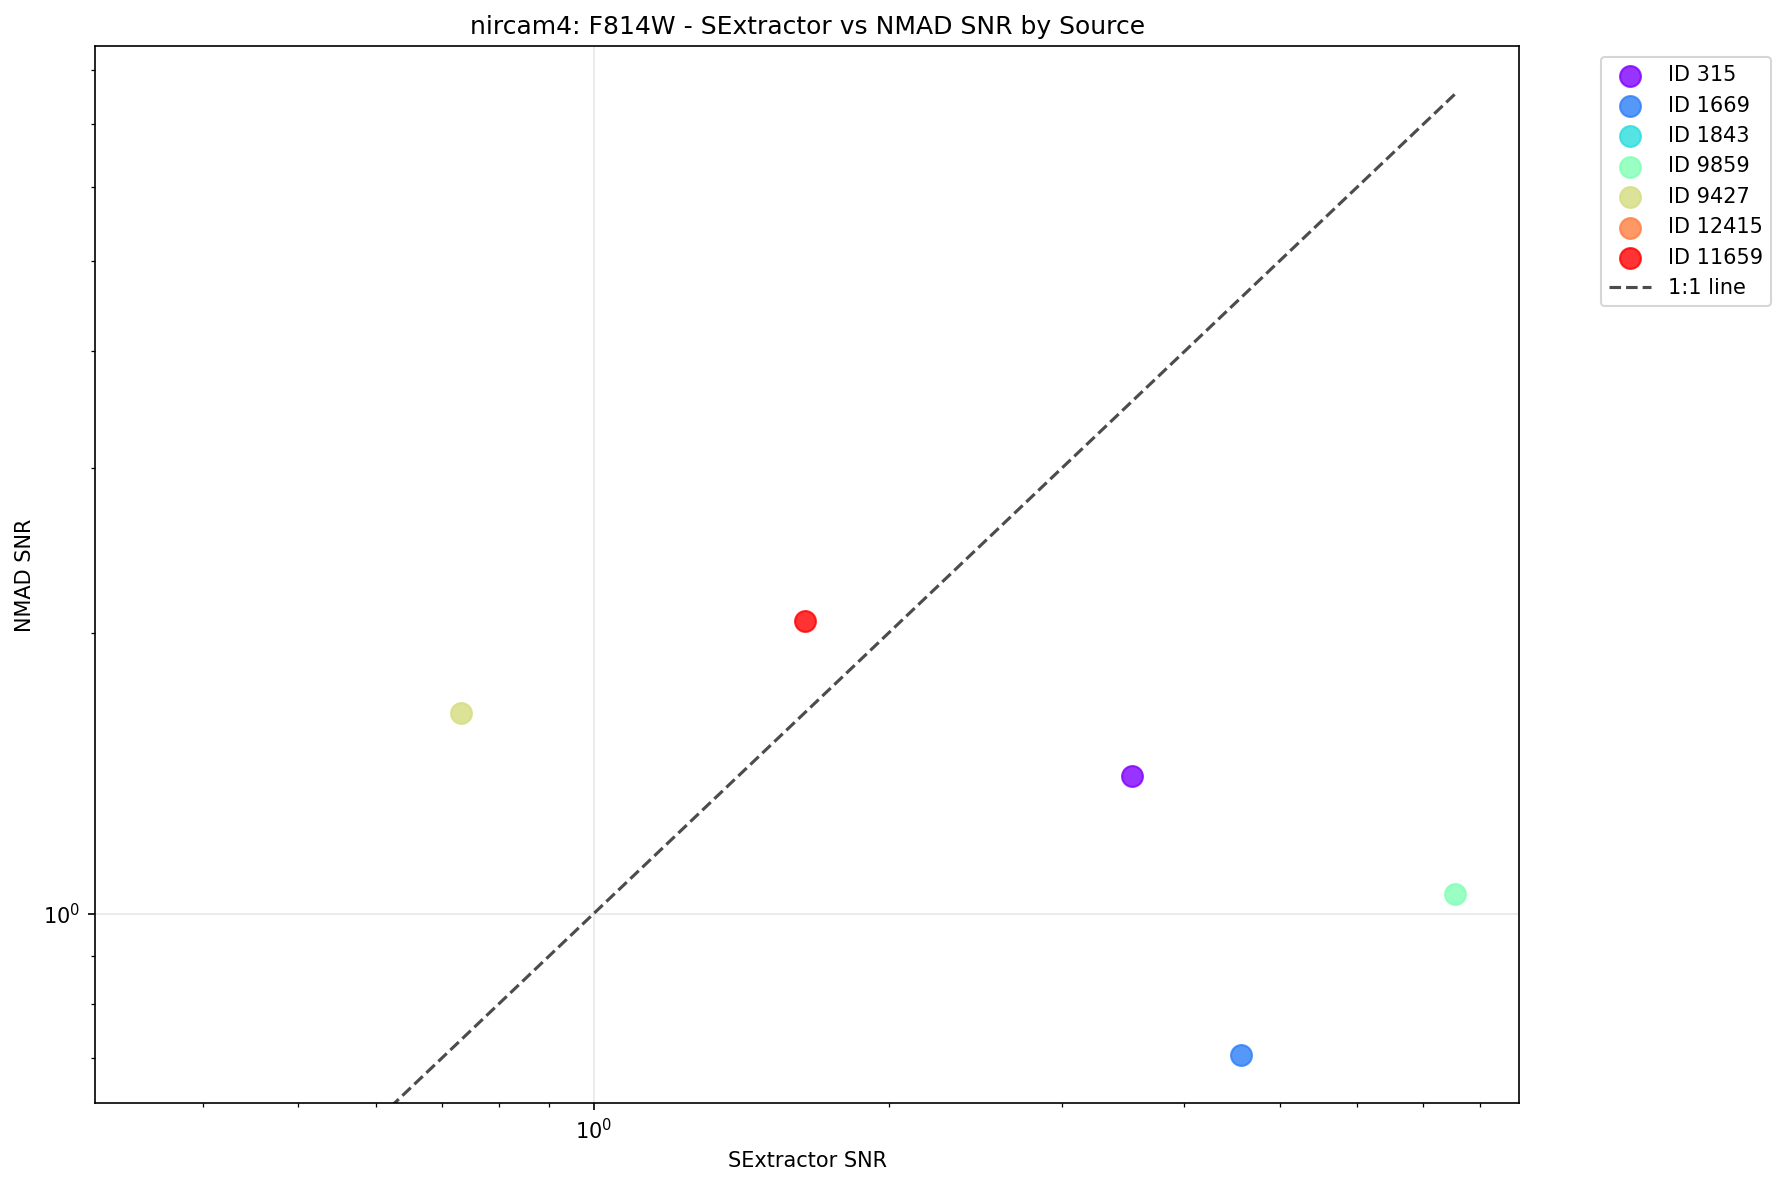 nircam4: F814W - SExtractor vs NMAD SNR by Source
ID 315
ID 1669
ID 1843
ID 9859
ID 9427
ID 12415
ID 11659
1:1 line
NMAD SNR
10⁰
10⁰
SExtractor SNR